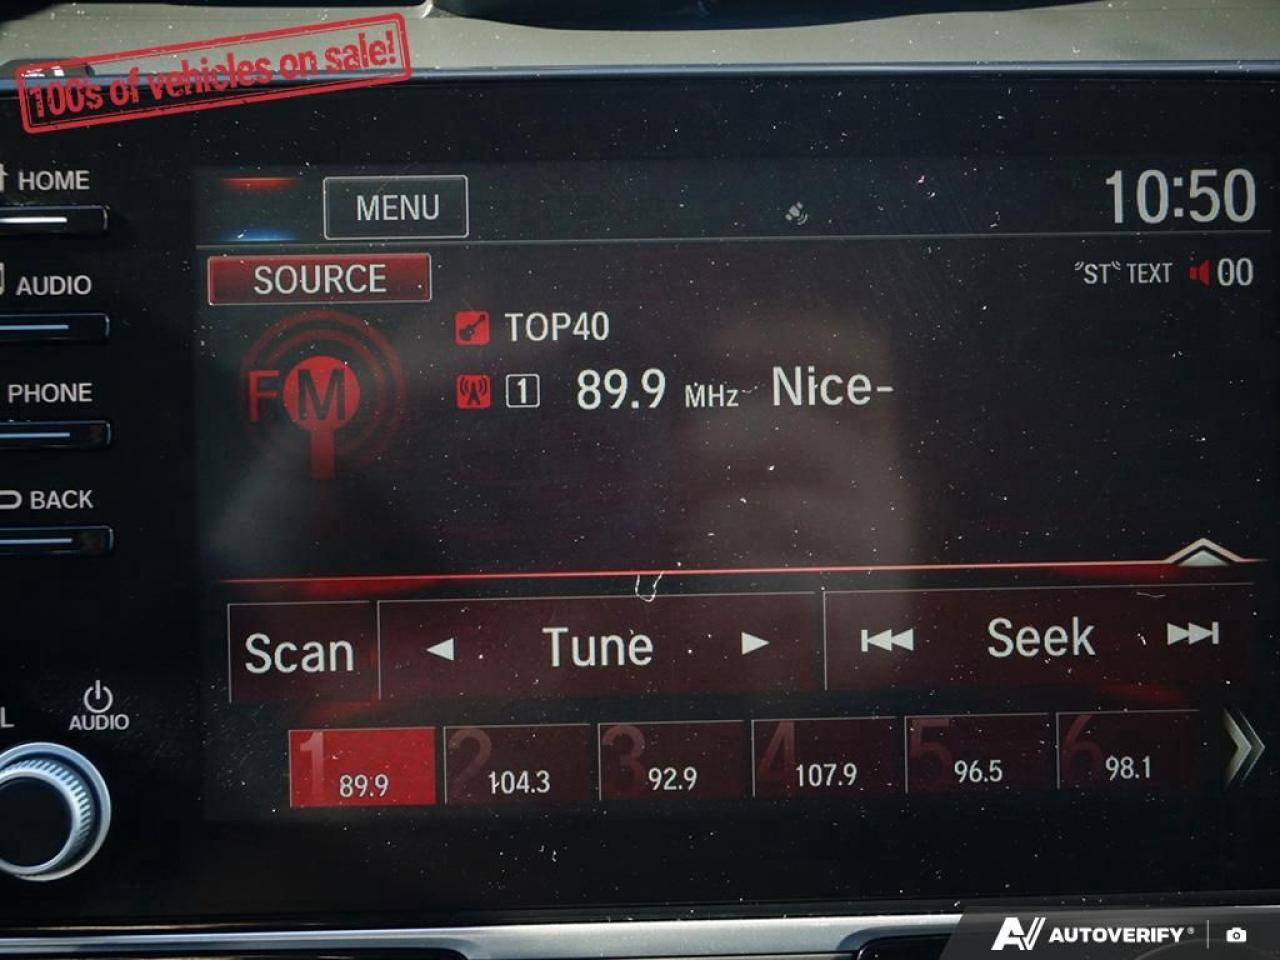 100's of vehicles on sale!
HOME
MENU
10:50
AUDIO
SOURCE
"ST" TEXT 00
TOP40
PHONE
FM
1 89.9 MHz Nice-
BACK
Scan Tune Seek
L
AUDIO
1 89.9
2 104.3
3 92.9
4 107.9
5 96.5
6 98.1
AV AUTOVERIFY